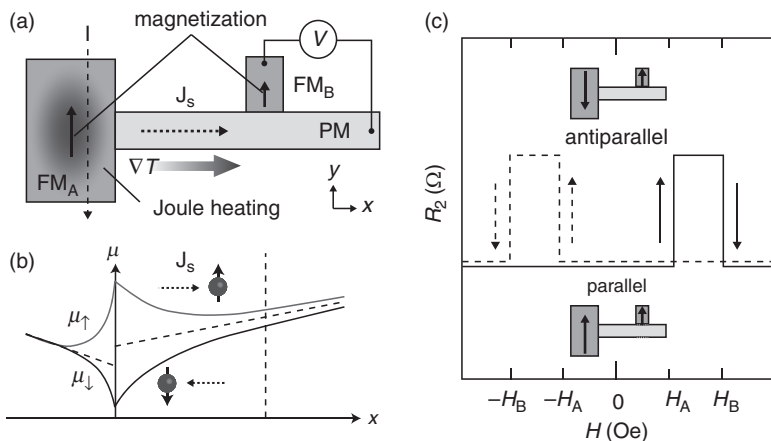 (a)
magnetization
I
V
FM_B
J_s
PM
∇T
FM_A
Joule heating
y
x
(b)
μ
J_s
μ↑
μ↓
x
(c)
R_2 (Ω)
antiparallel
parallel
−H_B −H_A 0 H_A H_B
H (Oe)